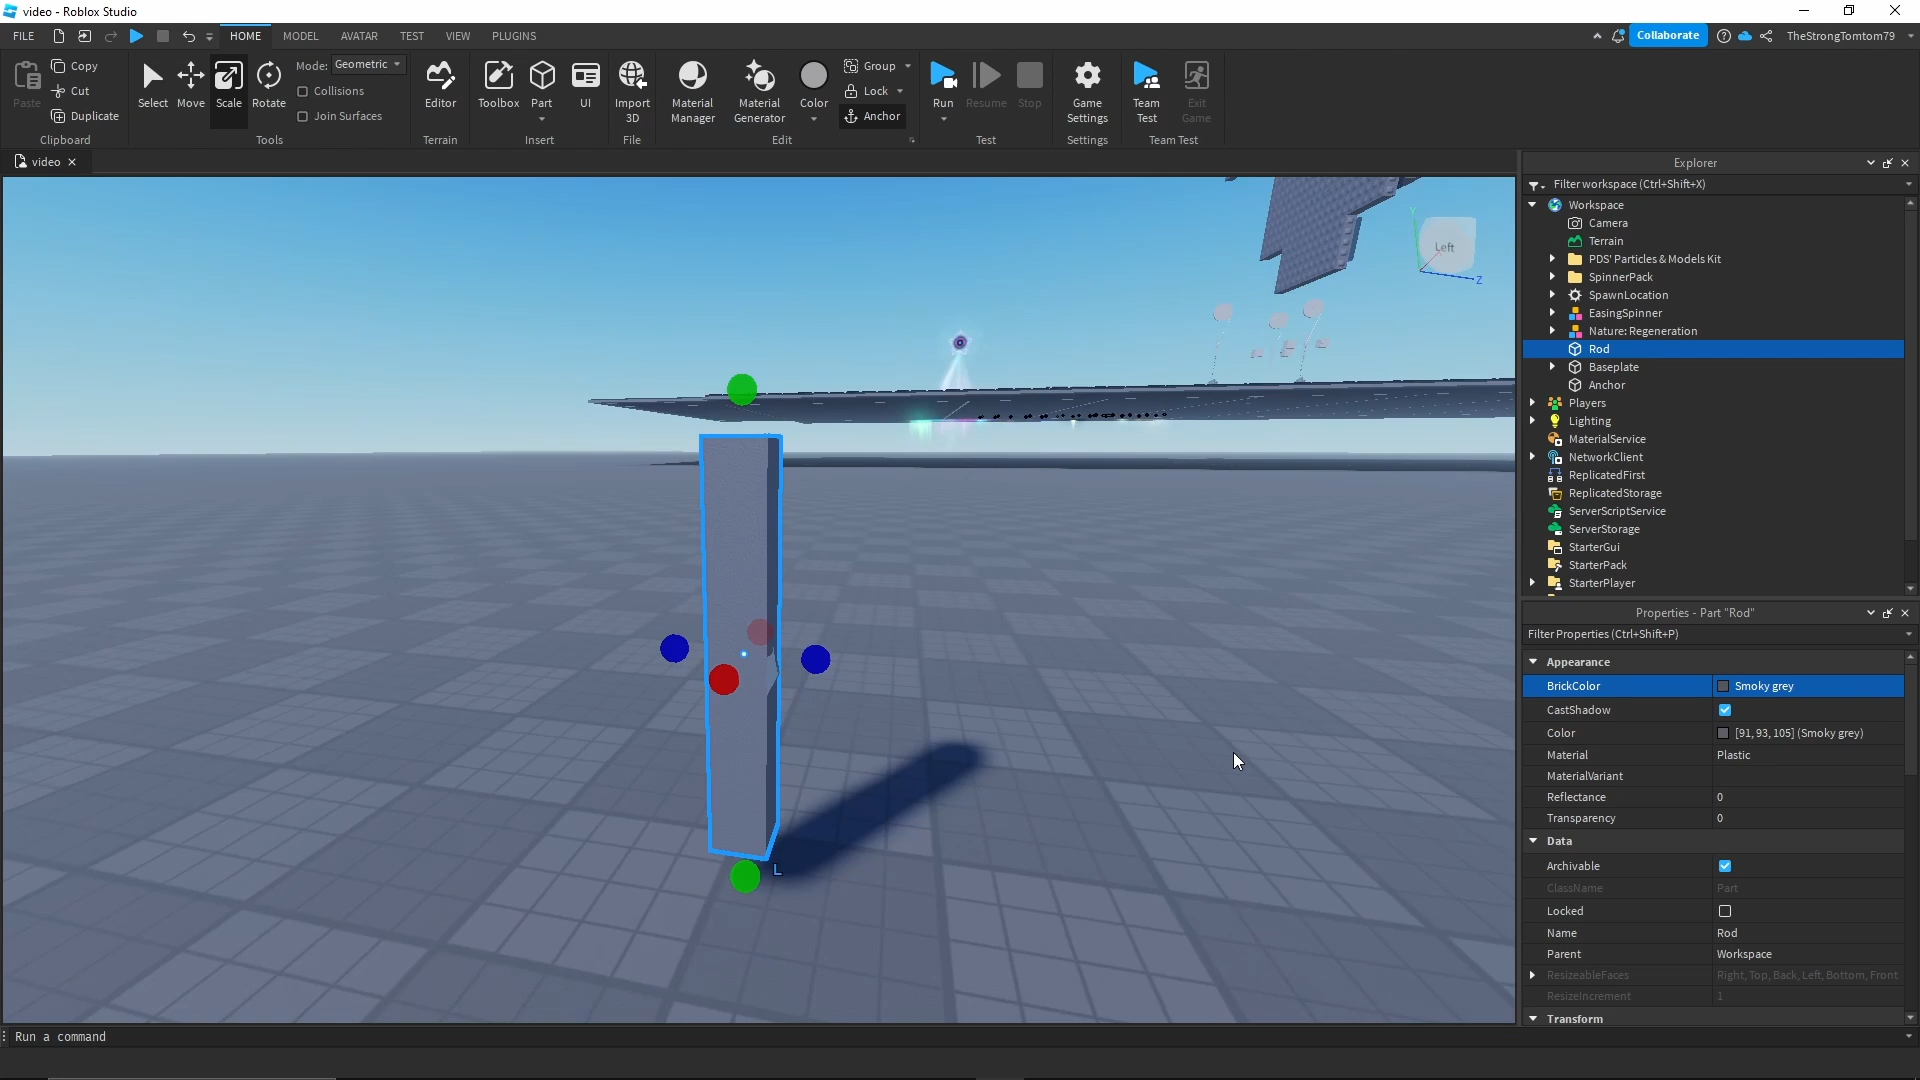 video - Roblox Studio
FILE HOME MODEL AVATAR TEST VIEW PLUGINS Collaborate TheStrongTomtom79
Paste Copy Cut Duplicate Clipboard
Select Move Scale Rotate Mode: Geometric Collisions Join Surfaces Tools
Editor Terrain
Toolbox Part UI Insert
Import 3D File
Material Manager Material Generator Color Group Lock Anchor Edit
Run Resume Stop Test
Game Settings Settings
Team Test Exit Game Team Test
video
Left
Y
Z
L
Explorer
Filter workspace (Ctrl+Shift+X)
Workspace
Camera
Terrain
PDS' Particles & Models Kit
SpinnerPack
SpawnLocation
EasingSpinner
Nature: Regeneration
Rod
Baseplate
Anchor
Players
Lighting
MaterialService
NetworkClient
ReplicatedFirst
ReplicatedStorage
ServerScriptService
ServerStorage
StarterGui
StarterPack
StarterPlayer
Properties - Part "Rod"
Filter Properties (Ctrl+Shift+P)
Appearance
BrickColor Smoky grey
CastShadow
Color [91, 93, 105] (Smoky grey)
Material Plastic
MaterialVariant
Reflectance 0
Transparency 0
Data
Archivable
ClassName Part
Locked
Name Rod
Parent Workspace
ResizeableFaces Right, Top, Back, Left, Bottom, Front
ResizeIncrement 1
Transform
Run a command